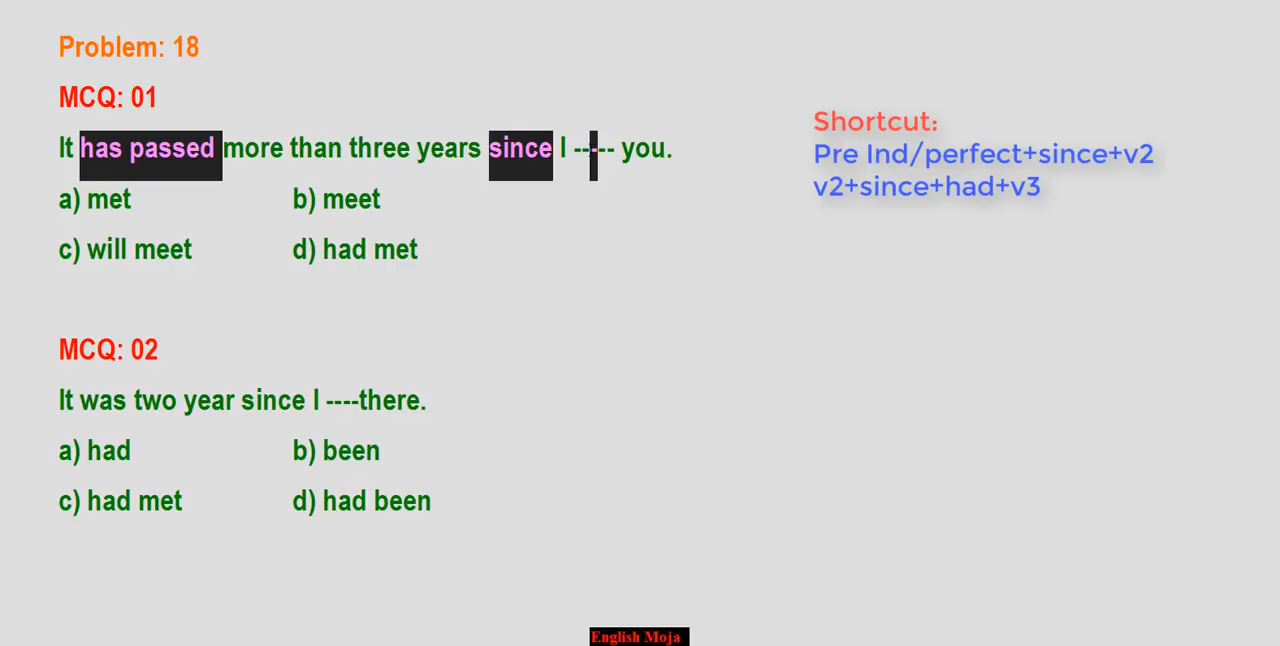 Problem: 18
MCQ: 01
It has passed more than three years since I ----- you.
a) met b) meet
c) will meet d) had met
Shortcut:
Pre Ind/perfect+since+v2
v2+since+had+v3
MCQ: 02
It was two year since I ----there.
a) had b) been
c) had met d) had been
English Moja